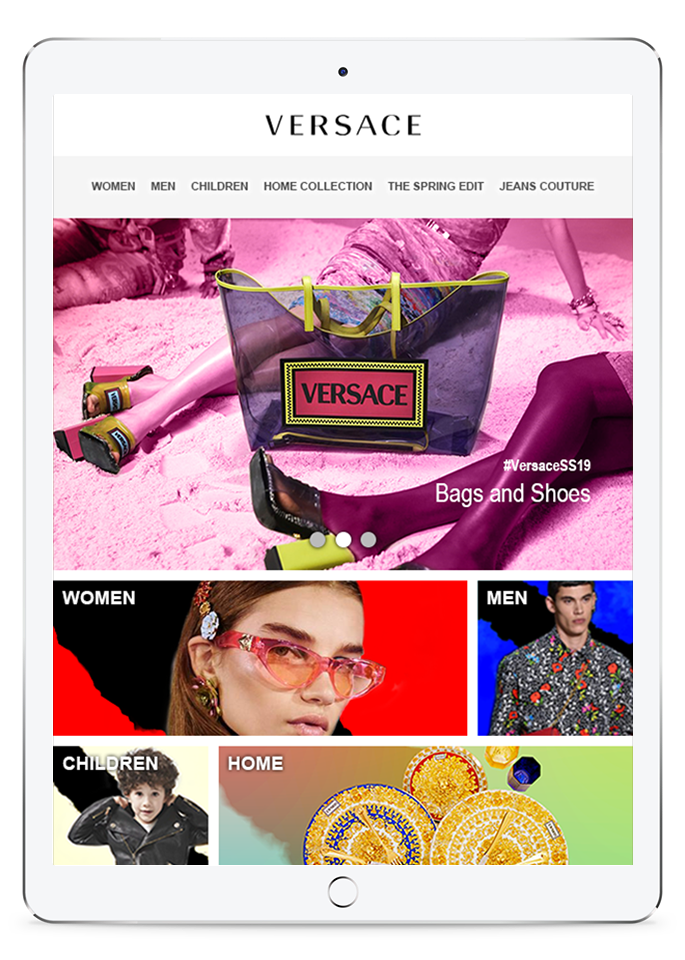 VERSACE
WOMEN MEN CHILDREN HOME COLLECTION THE SPRING EDIT JEANS COUTURE
VERSACE
#VersaceSS19
Bags and Shoes
WOMEN
MEN
CHILDREN
HOME